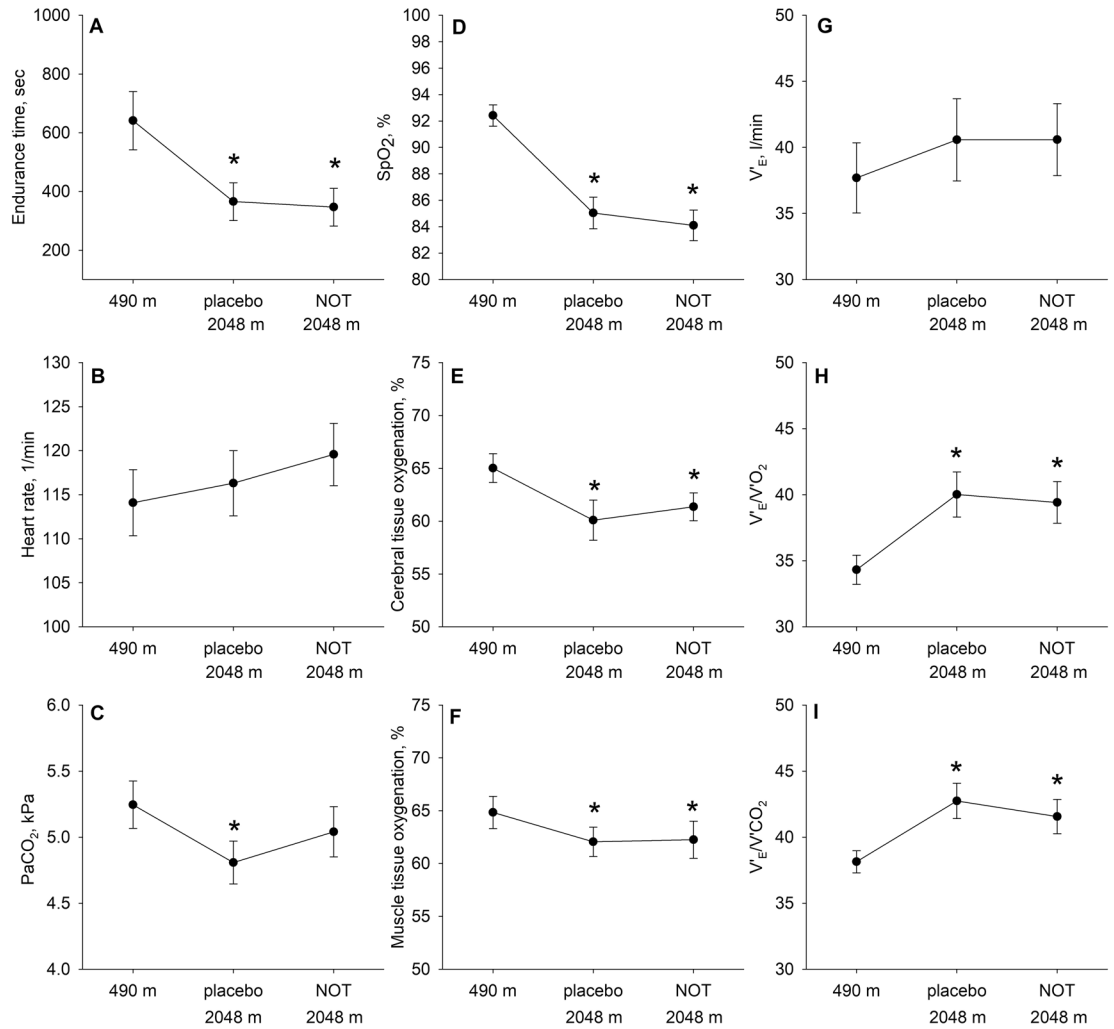 A
Endurance time, sec
1000
800
600
400
200
*
*
490 m
placebo
2048 m
NOT
2048 m
D
SpO2, %
100
98
96
94
92
90
88
86
84
82
80
*
*
490 m
placebo
2048 m
NOT
2048 m
G
V'E, l/min
50
45
40
35
30
490 m
placebo
2048 m
NOT
2048 m
B
Heart rate, 1/min
130
125
120
115
110
105
100
490 m
placebo
2048 m
NOT
2048 m
E
Cerebral tissue oxygenation, %
75
70
65
60
55
50
*
*
490 m
placebo
2048 m
NOT
2048 m
H
V'E/V'O2
50
45
40
35
30
*
*
490 m
placebo
2048 m
NOT
2048 m
C
PaCO2, kPa
6.0
5.5
5.0
4.5
4.0
*
490 m
placebo
2048 m
NOT
2048 m
F
Muscle tissue oxygenation, %
75
70
65
60
55
50
*
*
490 m
placebo
2048 m
NOT
2048 m
I
V'E/V'CO2
50
45
40
35
30
*
*
490 m
placebo
2048 m
NOT
2048 m